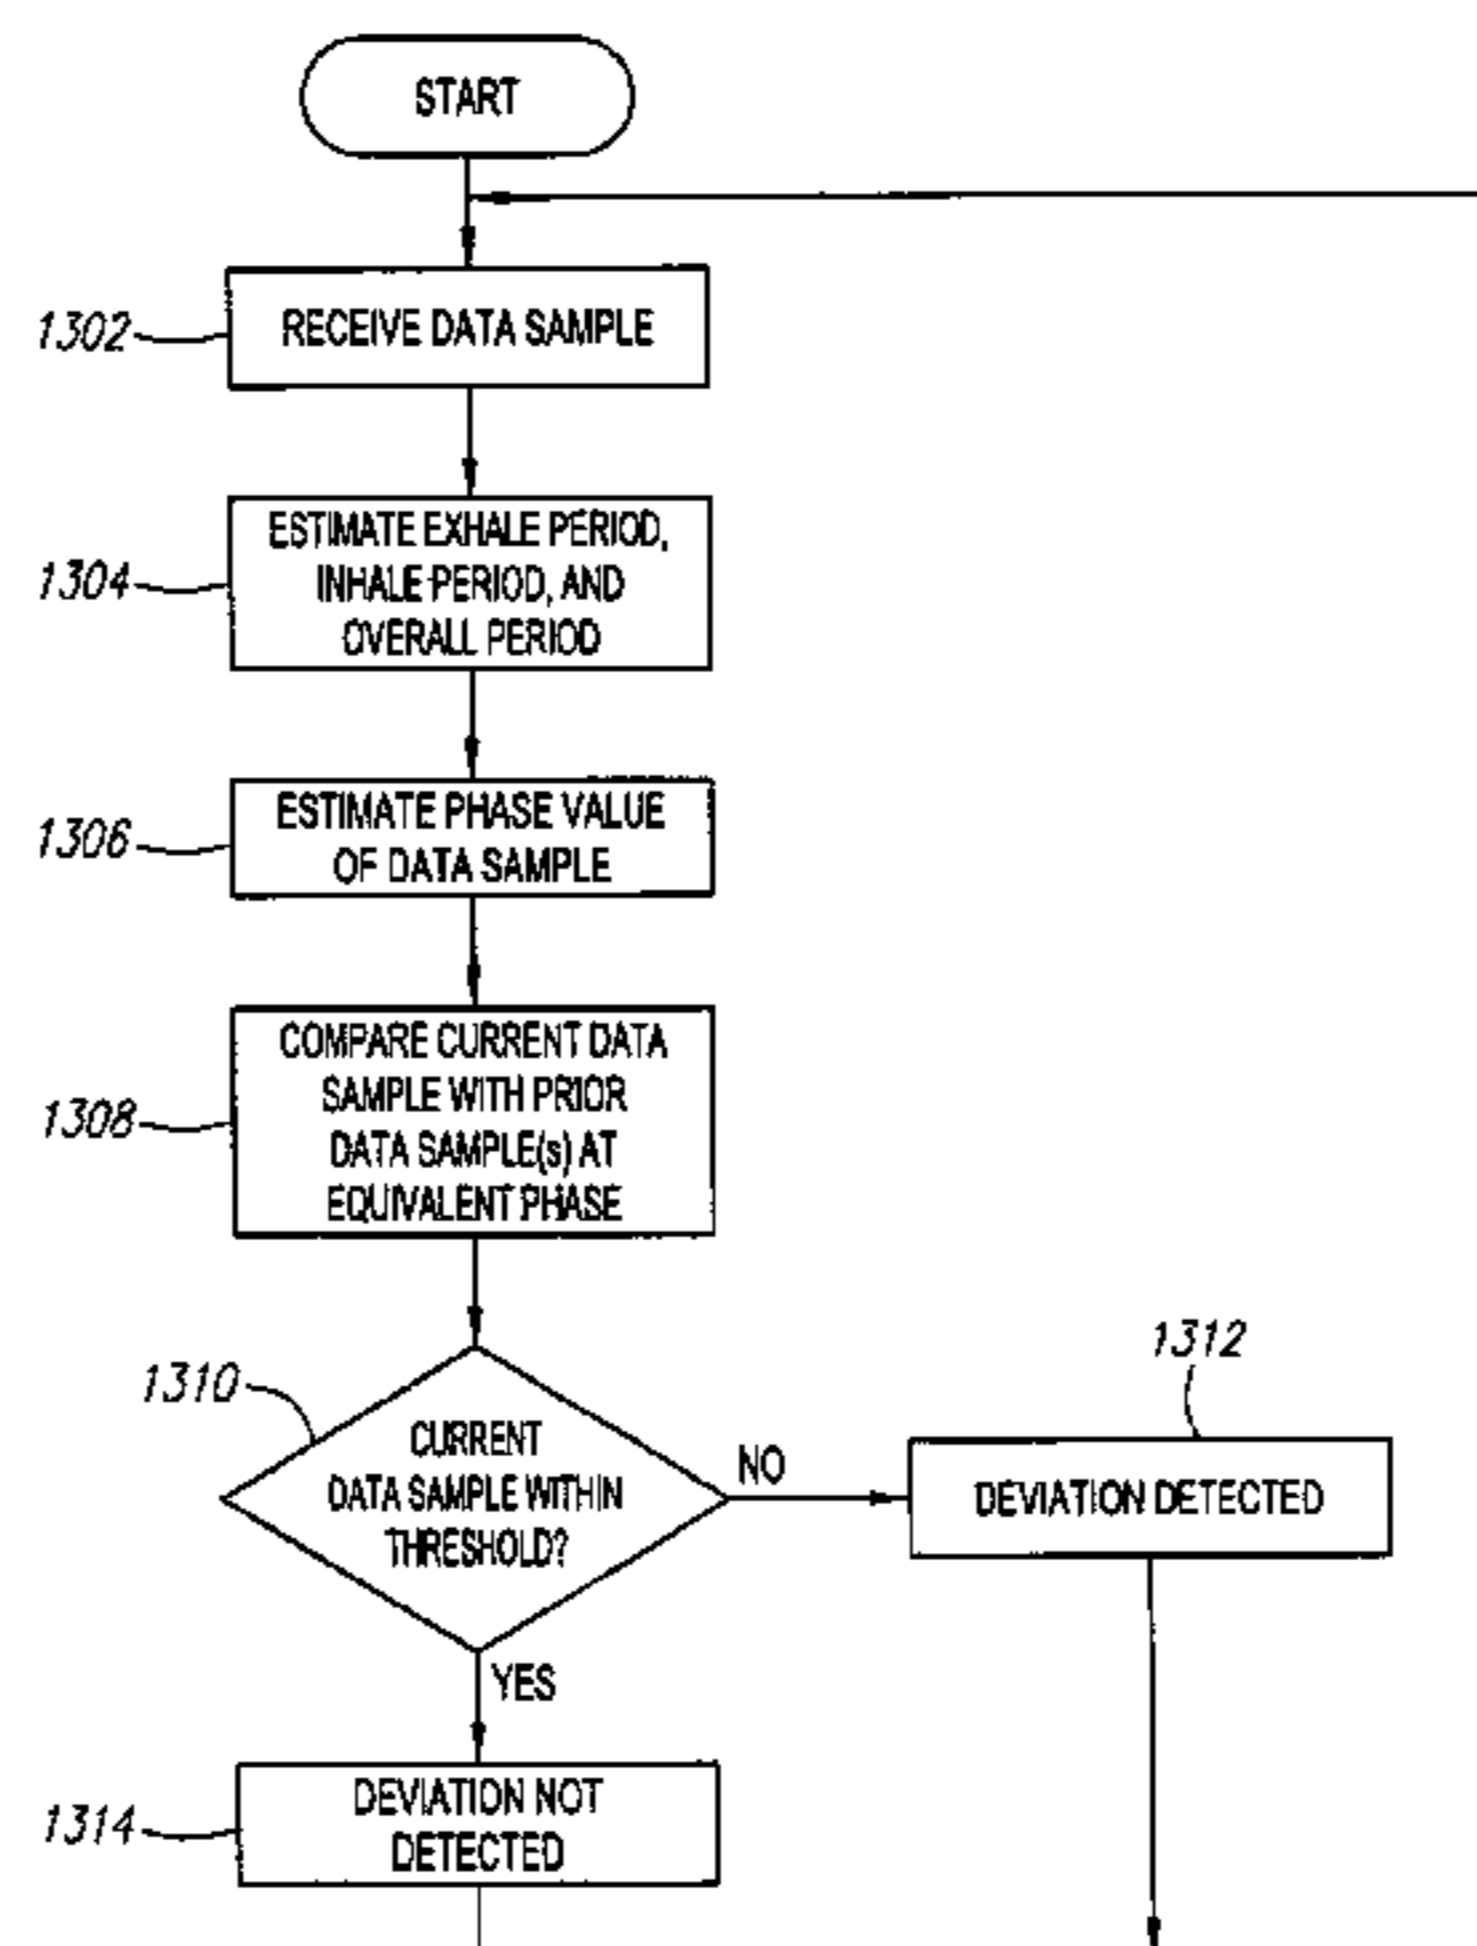 START
1302
RECEIVE DATA SAMPLE
1304
ESTIMATE EXHALE PERIOD,
INHALE PERIOD, AND
OVERALL PERIOD
1306
ESTIMATE PHASE VALUE
OF DATA SAMPLE
1308
COMPARE CURRENT DATA
SAMPLE WITH PRIOR
DATA SAMPLE(s) AT
EQUIVALENT PHASE
1310
CURRENT
DATA SAMPLE WITHIN
THRESHOLD?
NO
1312
DEVIATION DETECTED
YES
1314
DEVIATION NOT
DETECTED